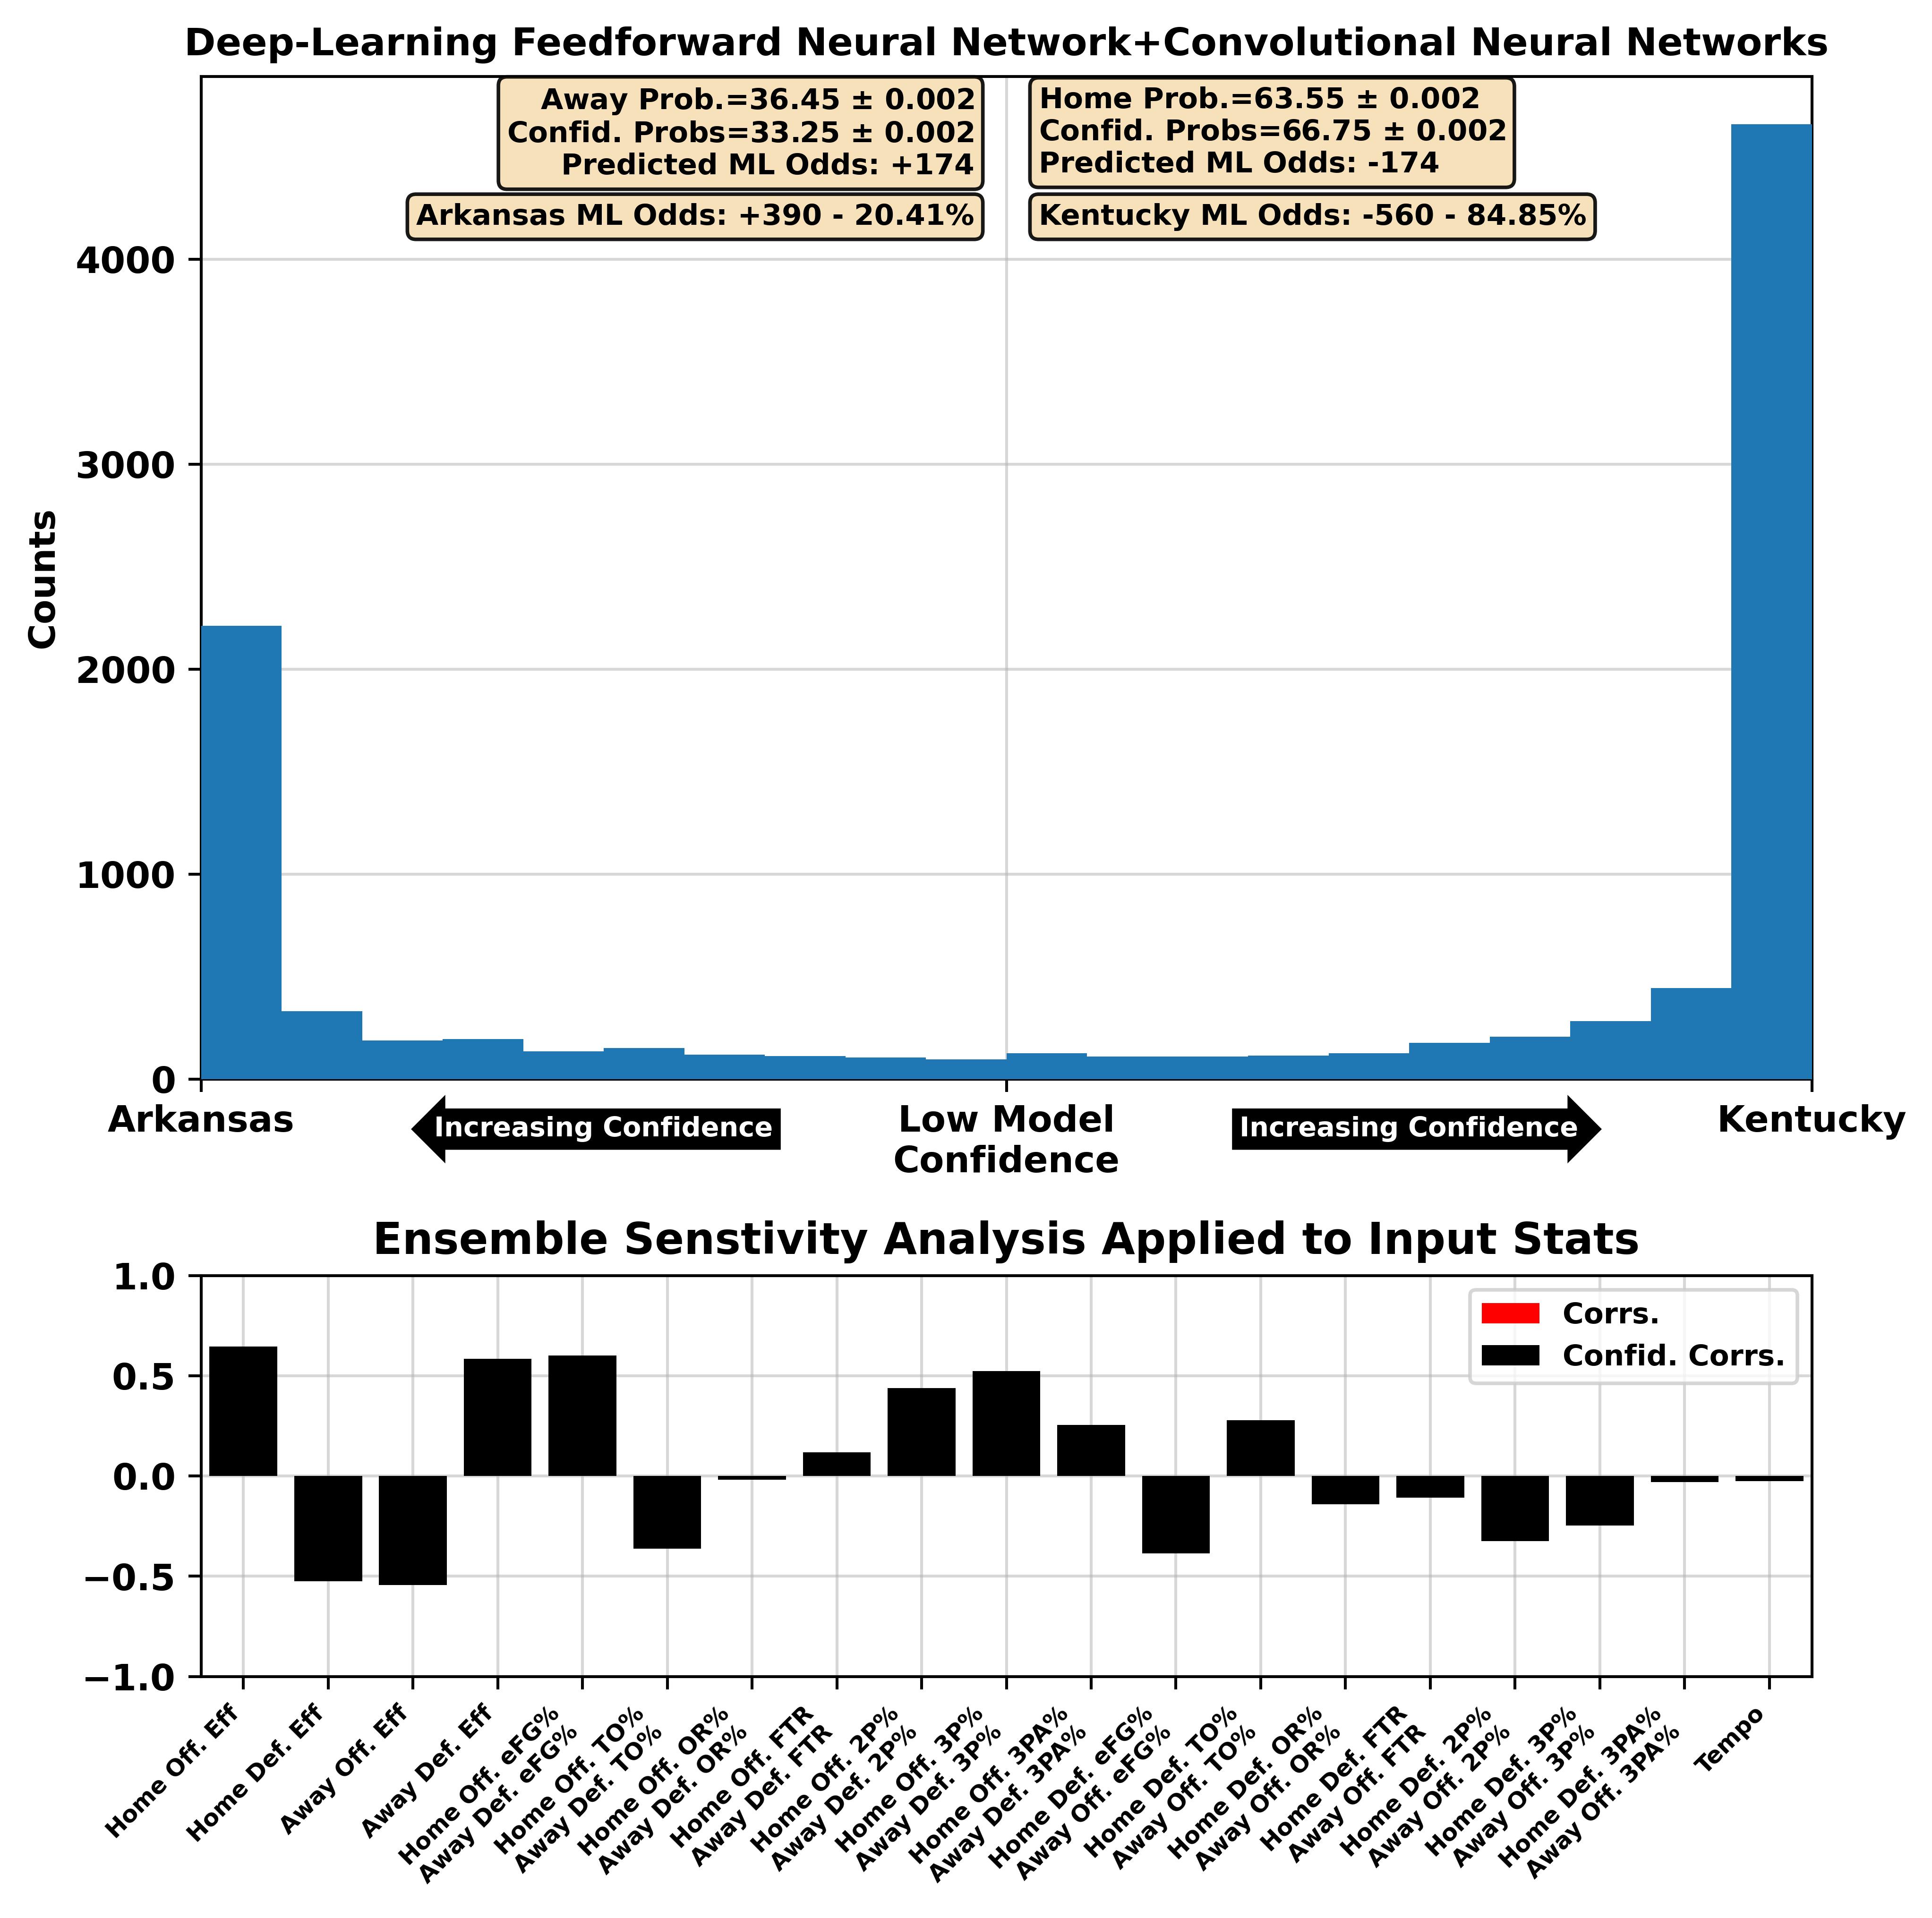 Deep-Learning Feedforward Neural Network+Convolutional Neural Networks
Away Prob.=36.45 ± 0.002
Confid. Probs=33.25 ± 0.002
Predicted ML Odds: +174
Arkansas ML Odds: +390 - 20.41%
Home Prob.=63.55 ± 0.002
Confid. Probs=66.75 ± 0.002
Predicted ML Odds: -174
Kentucky ML Odds: -560 - 84.85%
Counts
4000
3000
2000
1000
0
Arkansas
Increasing Confidence
Low Model
Confidence
Increasing Confidence
Kentucky
Ensemble Senstivity Analysis Applied to Input Stats
1.0
0.5
0.0
−0.5
−1.0
Corrs.
Confid. Corrs.
Home Off. Eff
Home Def. Eff
Away Off. Eff
Away Def. Eff
Home Off. eFG%
Away Def. eFG%
Home Off. TO%
Away Def. TO%
Home Off. OR%
Away Def. OR%
Home Off. FTR
Away Def. FTR
Home Off. 2P%
Away Def. 2P%
Home Off. 3P%
Away Def. 3P%
Home Off. 3PA%
Away Def. 3PA%
Home Def. eFG%
Away Off. eFG%
Home Def. TO%
Away Off. TO%
Home Def. OR%
Away Off. OR%
Home Def. FTR
Away Off. FTR
Home Def. 2P%
Away Off. 2P%
Home Def. 3P%
Away Off. 3P%
Home Def. 3PA%
Away Off. 3PA%
Tempo